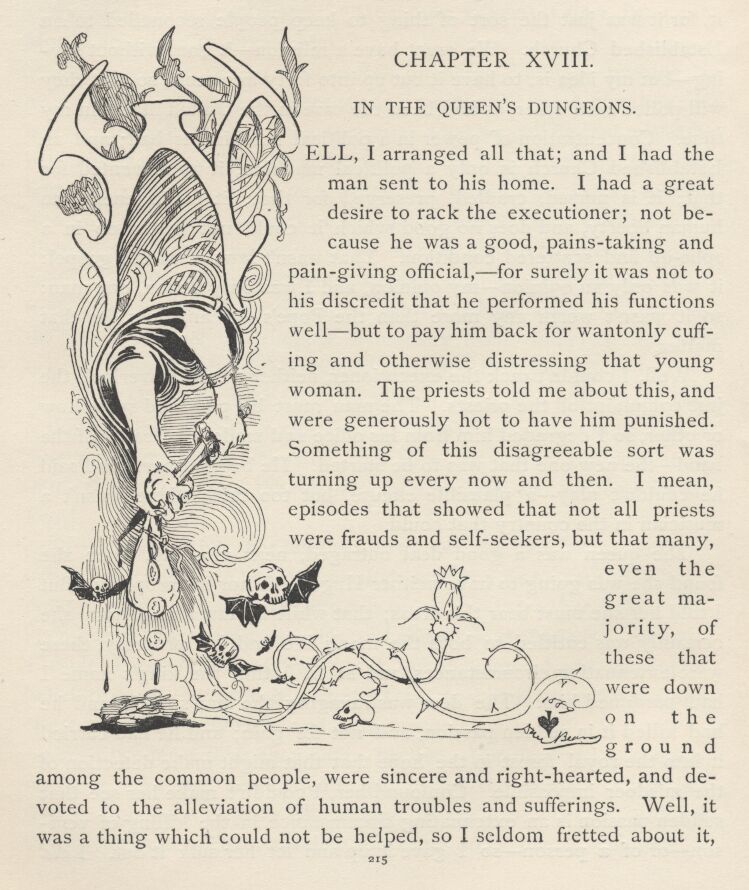 CHAPTER XVIII.
IN THE QUEEN'S DUNGEONS.
WELL, I arranged all that; and I had the
man sent to his home. I had a great
desire to rack the executioner; not be-
cause he was a good, pains-taking and
pain-giving official,—for surely it was not to
his discredit that he performed his functions
well—but to pay him back for wantonly cuff-
ing and otherwise distressing that young
woman. The priests told me about this, and
were generously hot to have him punished.
Something of this disagreeable sort was
turning up every now and then. I mean,
episodes that showed that not all priests
were frauds and self-seekers, but that many,
even the
great ma-
jority, of
these that
were down
on the
ground
among the common people, were sincere and right-hearted, and de-
voted to the alleviation of human troubles and sufferings. Well, it
was a thing which could not be helped, so I seldom fretted about it,
1889
Dan Beard
215